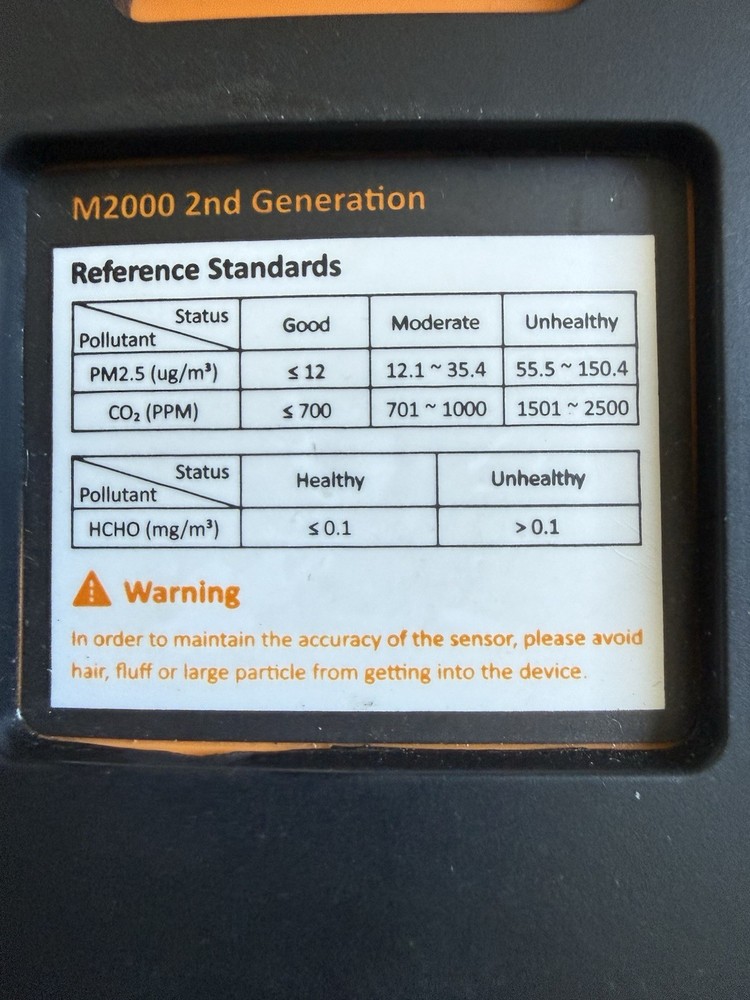 M2000 2nd Generation
Reference Standards
Status
Pollutant
Good
Moderate
Unhealthy
PM2.5 (ug/m³) ≤ 12 12.1 ~ 35.4 55.5 ~ 150.4
CO₂ (PPM) ≤ 700 701 ~ 1000 1501 ~ 2500
Status
Pollutant
Healthy
Unhealthy
HCHO (mg/m³) ≤ 0.1 > 0.1
Warning
In order to maintain the accuracy of the sensor, please avoid
hair, fluff or large particle from getting into the device.